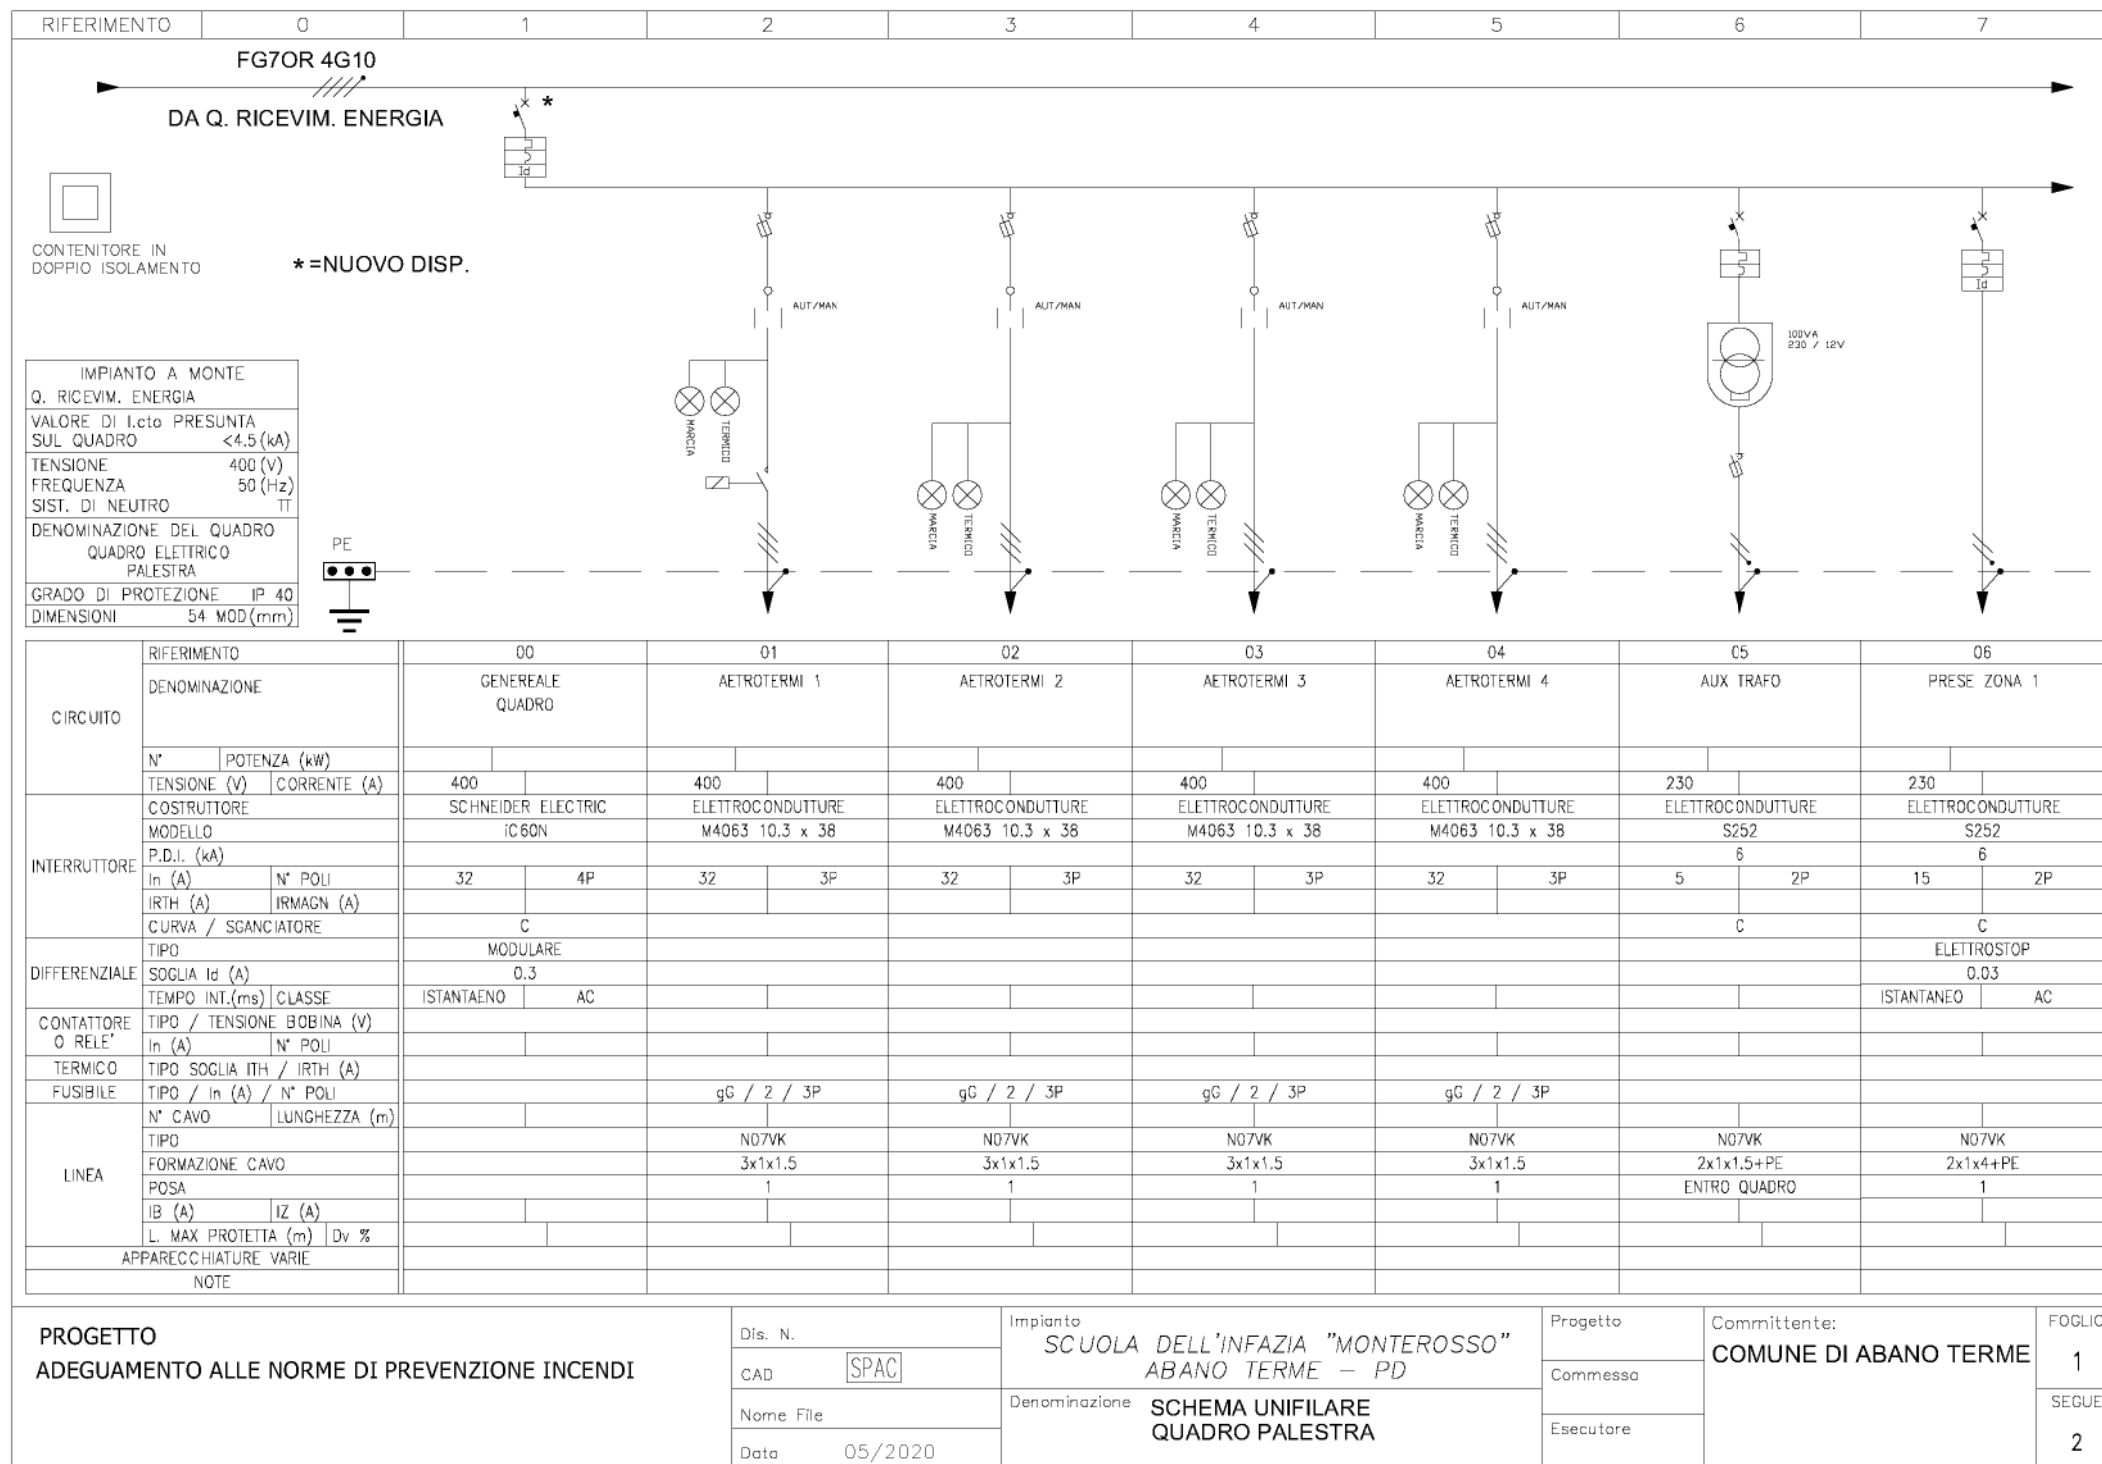 RIFERIMENTO 0 1 2 3 4 5 6 7
FG7OR 4G10
DA Q. RICEVIM. ENERGIA
*
Id
CONTENITORE IN
DOPPIO ISOLAMENTO
*=NUOVO DISP.
Id
AUT/MAN AUT/MAN AUT/MAN AUT/MAN
100VA
230 / 12V
MARCIA TERMICO
MARCIA TERMICO MARCIA TERMICO MARCIA TERMICO
IMPIANTO A MONTE
Q. RICEVIM. ENERGIA
VALORE DI I.cto PRESUNTA
SUL QUADRO <4.5 (kA)
TENSIONE 400 (V)
FREQUENZA 50 (Hz)
SIST. DI NEUTRO TT
DENOMINAZIONE DEL QUADRO
QUADRO ELETTRICO
PALESTRA
GRADO DI PROTEZIONE IP 40
DIMENSIONI 54 MOD (mm)
PE
CIRCUITO
RIFERIMENTO 00 01 02 03 04 05 06
DENOMINAZIONE GENEREALE AETROTERMI 1 AETROTERMI 2 AETROTERMI 3 AETROTERMI 4 AUX TRAFO PRESE ZONA 1
QUADRO
N° POTENZA (kW)
TENSIONE (V) CORRENTE (A) 400 400 400 400 400 230 230
INTERRUTTORE
COSTRUTTORE SCHNEIDER ELECTRIC ELETTROCONDUTTURE ELETTROCONDUTTURE ELETTROCONDUTTURE ELETTROCONDUTTURE ELETTROCONDUTTURE ELETTROCONDUTTURE
MODELLO iC60N M4063 10.3 x 38 M4063 10.3 x 38 M4063 10.3 x 38 M4063 10.3 x 38 S252 S252
P.D.I. (kA) 6 6
In (A) N° POLI 32 4P 32 3P 32 3P 32 3P 32 3P 5 2P 15 2P
IRTH (A) IRMAGN (A)
CURVA / SGANCIATORE C C C
DIFFERENZIALE
TIPO MODULARE ELETTROSTOP
SOGLIA Id (A) 0.3 0.03
TEMPO INT.(ms) CLASSE ISTANTAENO AC ISTANTANEO AC
CONTATTORE
O RELE'
TIPO / TENSIONE BOBINA (V)
In (A) N° POLI
TERMICO TIPO SOGLIA ITH / IRTH (A)
FUSIBILE TIPO / In (A) / N° POLI gG / 2 / 3P gG / 2 / 3P gG / 2 / 3P gG / 2 / 3P
LINEA
N° CAVO LUNGHEZZA (m)
TIPO N07VK N07VK N07VK N07VK N07VK N07VK
FORMAZIONE CAVO 3x1x1.5 3x1x1.5 3x1x1.5 3x1x1.5 2x1x1.5+PE 2x1x4+PE
POSA 1 1 1 1 ENTRO QUADRO 1
IB (A) IZ (A)
L. MAX PROTETTA (m) Dv %
APPARECCHIATURE VARIE
NOTE
PROGETTO
ADEGUAMENTO ALLE NORME DI PREVENZIONE INCENDI
Dis. N.
CAD SPAC
Nome File
Data 05/2020
Impianto
SCUOLA DELL'INFAZIA "MONTEROSSO"
ABANO TERME - PD
Denominazione SCHEMA UNIFILARE
QUADRO PALESTRA
Progetto
Commessa
Esecutore
Committente:
COMUNE DI ABANO TERME
FOGLIO
1
SEGUE
2